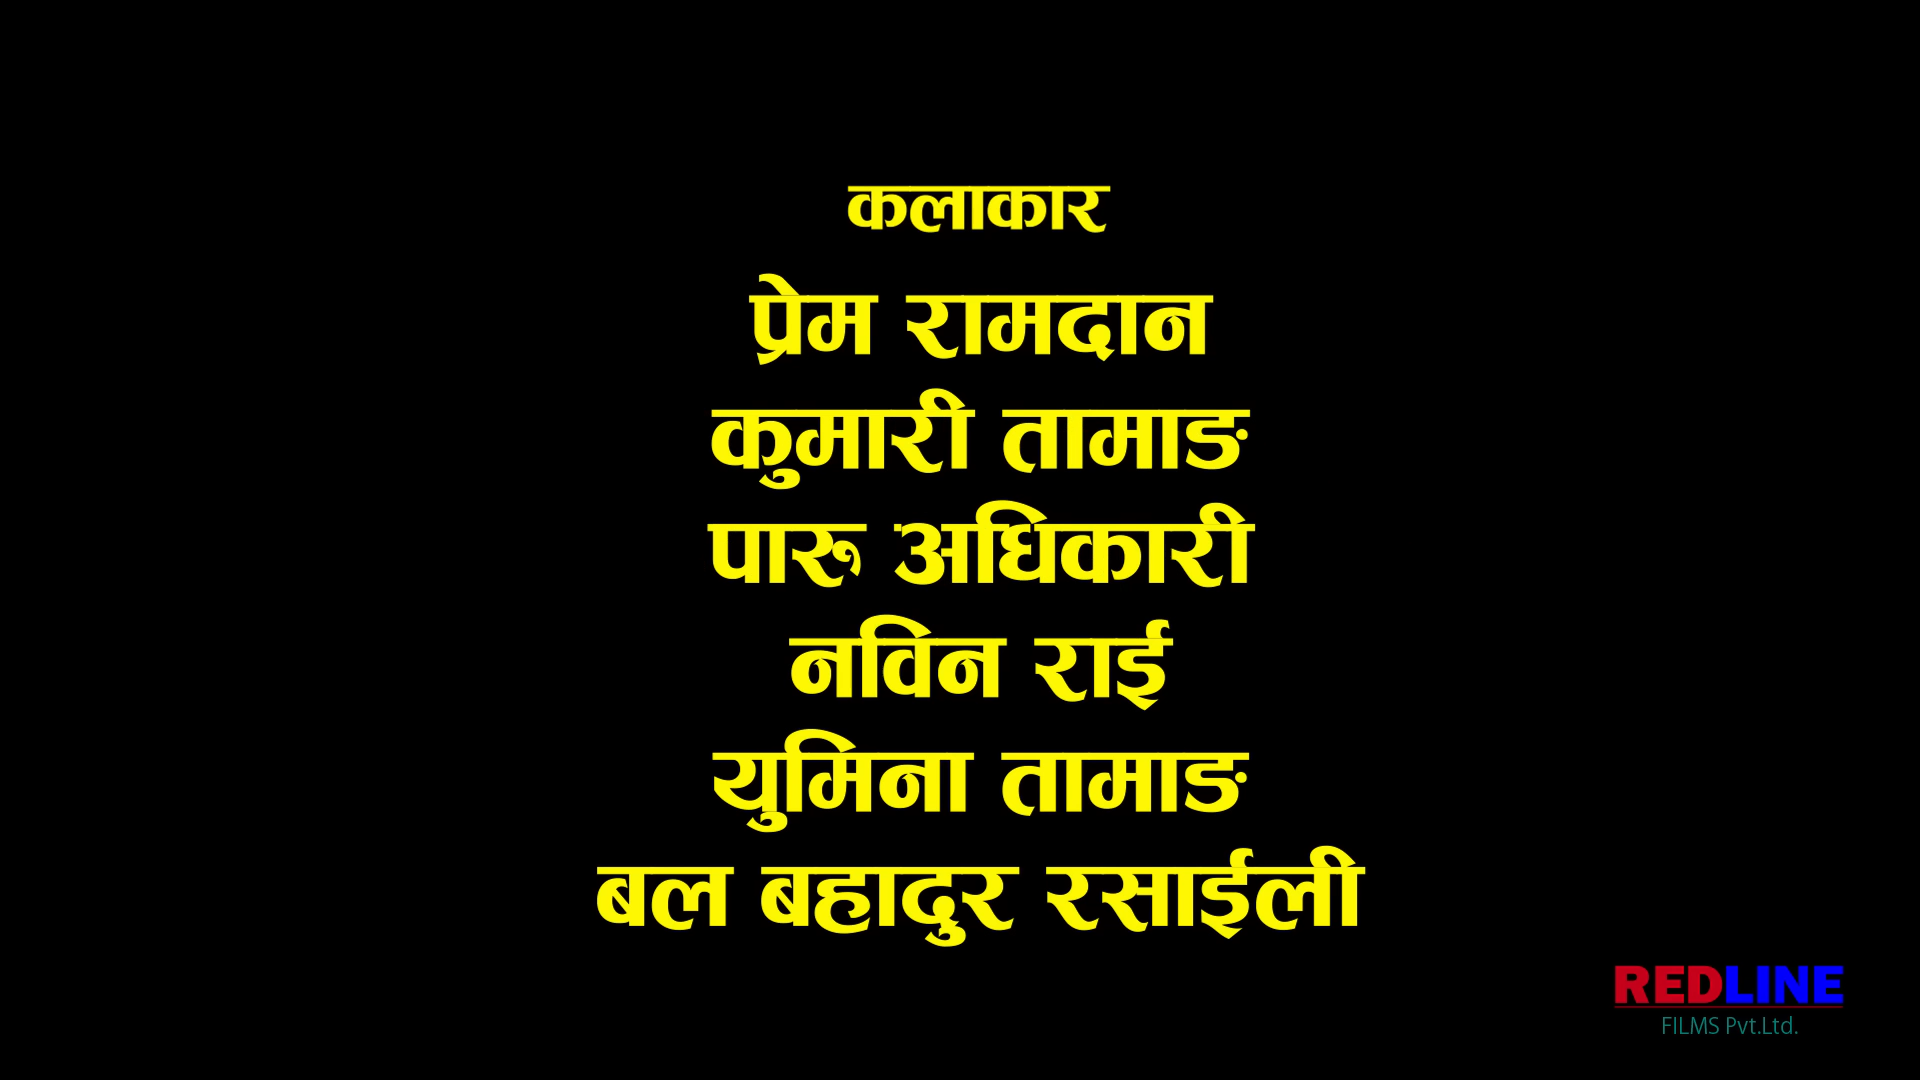 कलाकार
प्रेम रामदान
कुमारी तामाङ
पारु अधिकारी
नविन राई
युमिना तामाङ
बल बहादुर रसाईली
REDLINE
FILMS Pvt.Ltd.